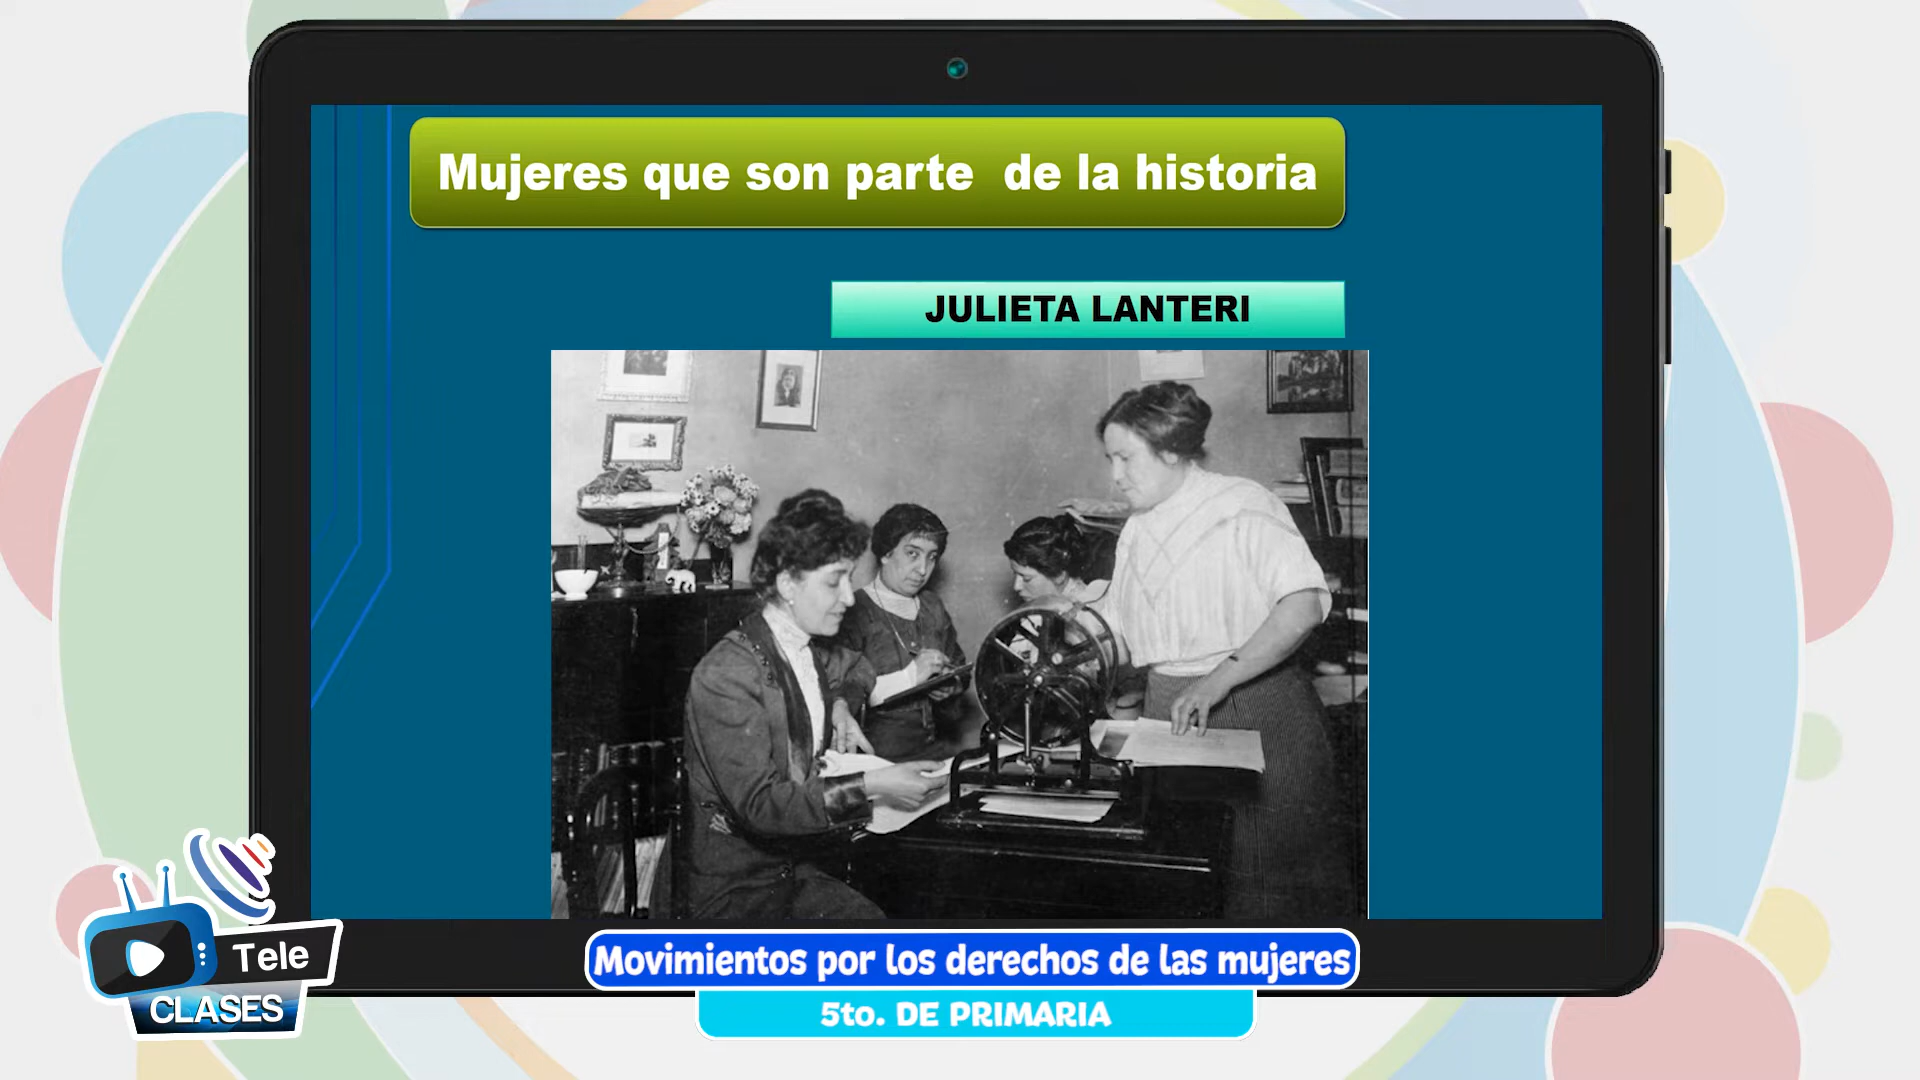 Mujeres que son parte de la historia
JULIETA LANTERI
Movimientos por los derechos de las mujeres
5to. DE PRIMARIA
Tele
CLASES